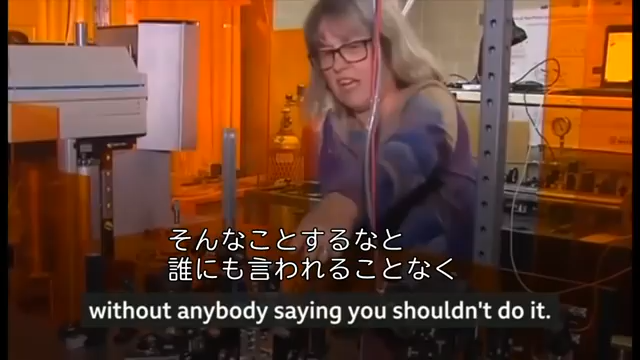 そんなことするなと
誰にも言われることなく
without anybody saying you shouldn't do it.